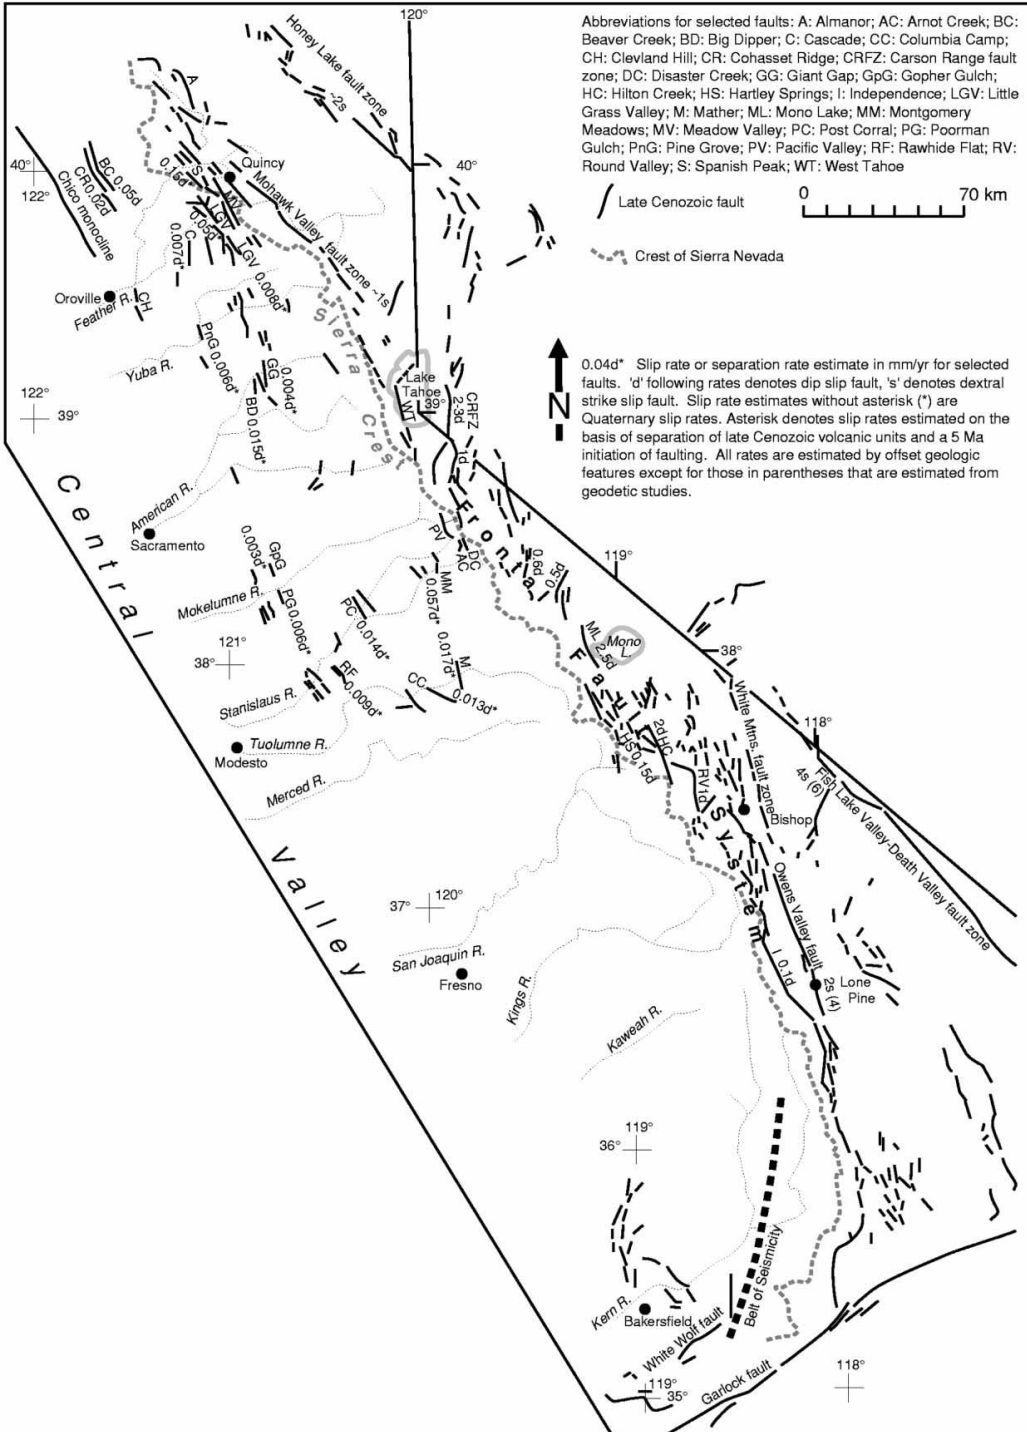 120°
Abbreviations for selected faults: A: Almanor; AC: Arnot Creek; BC:
Beaver Creek; BD: Big Dipper; C: Cascade; CC: Columbia Camp;
CH: Clevland Hill; CR: Cohasset Ridge; CRFZ: Carson Range fault
zone; DC: Disaster Creek; GG: Giant Gap; GpG: Gopher Gulch;
HC: Hilton Creek; HS: Hartley Springs; I: Independence; LGV: Little
Grass Valley; M: Mather; ML: Mono Lake; MM: Montgomery
Meadows; MV: Meadow Valley; PC: Post Corral; PG: Poorman
Gulch; PnG: Pine Grove; PV: Pacific Valley; RF: Rawhide Flat; RV:
Round Valley; S: Spanish Peak; WT: West Tahoe
0
70 km
Late Cenozoic fault
Crest of Sierra Nevada
N
0.04d* Slip rate or separation rate estimate in mm/yr for selected
faults. 'd' following rates denotes dip slip fault, 's' denotes dextral
strike slip fault. Slip rate estimates without asterisk (*) are
Quaternary slip rates. Asterisk denotes slip rates estimated on the
basis of separation of late Cenozoic volcanic units and a 5 Ma
initiation of faulting. All rates are estimated by offset geologic
features except for those in parentheses that are estimated from
geodetic studies.
Honey Lake fault zone
~2s
A
40°
122°
40°
Chico monocline
BC 0.05d
CR0.02d
0.15d*
S
Quincy
MV
Mohawk Valley fault zone ~1s
LGV
0.05d*
C
0.007d*
LGV 0.008d*
Oroville
Feather R.
CH
Sierra
Crest
PnG 0.006d*
Yuba R.
GG
0.004d*
BD 0.015d*
Lake
Tahoe
39°
WT
CRFZ
2-3d
1d
122°
39°
American R.
Sacramento
Central
Valley
Frontal
Fault
System
PV
DC
AC
0.003d*
GpG
Mokelumne R.
PG 0.006d*
PC 0.014d*
MM
0.057d*
0.6d
0.5d
119°
38°
ML 2.5d
Mono
L.
121°
38°
Stanislaus R.
RF
0.009d*
M
0.017d*
CC
0.013d*
Tuolumne R.
Modesto
Merced R.
HS 0.15d
2d HC
RV1d
White Mtns. fault zone
118°
4s (6)
Fish Lake Valley-Death Valley fault zone
Bishop
Owens Valley fault
37°
120°
San Joaquin R.
Fresno
Kings R.
Kaweah R.
I 0.1d
2s (4)
Lone
Pine
119°
36°
Belt of Seismicity
Kern R.
Bakersfield
White Wolf fault
Garlock fault
119°
35°
118°